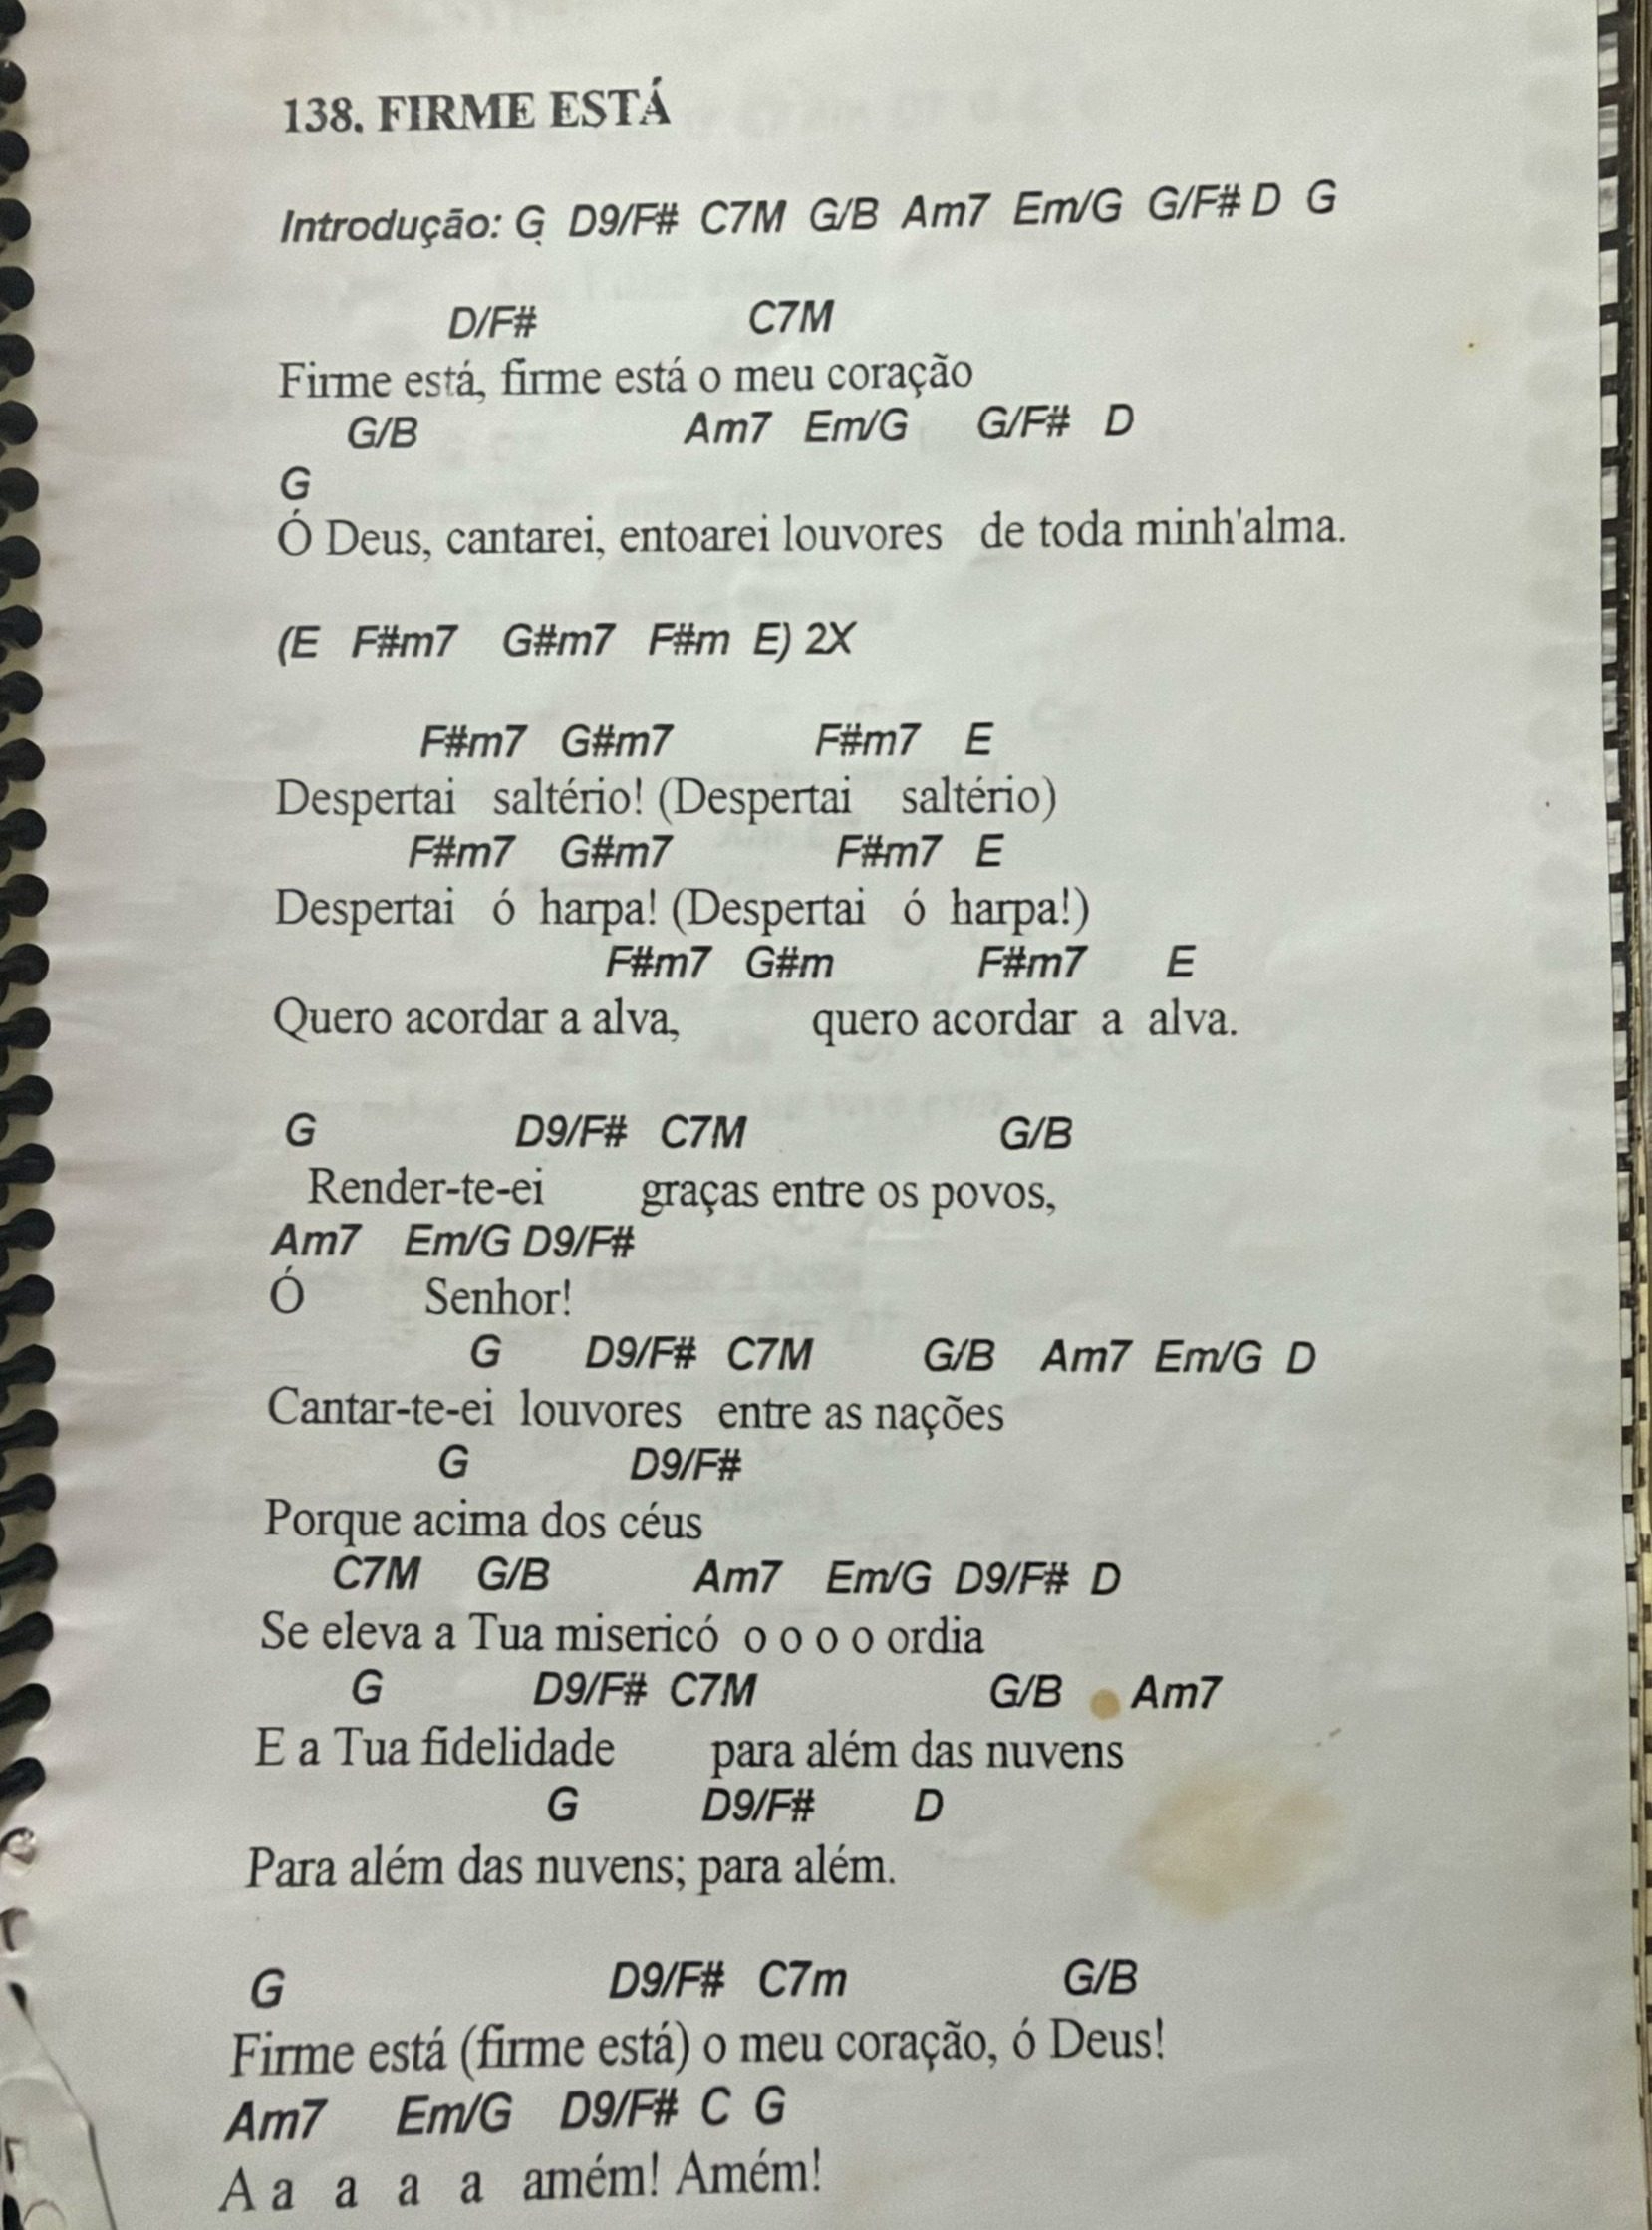 138. FIRME ESTÁ
Introdução: G D9/F# C7M G/B Am7 Em/G G/F# D G
D/F# C7M
Firme está, firme está o meu coração
G/B Am7 Em/G G/F# D
G
Ó Deus, cantarei, entoarei louvores de toda minh'alma.
(E F#m7 G#m7 F#m E) 2X
F#m7 G#m7 F#m7 E
Despertai saltério! (Despertai saltério)
F#m7 G#m7 F#m7 E
Despertai ó harpa! (Despertai ó harpa!)
F#m7 G#m F#m7 E
Quero acordar a alva, quero acordar a alva.
G D9/F# C7M G/B
Render-te-ei graças entre os povos,
Am7 Em/G D9/F#
Ó Senhor!
G D9/F# C7M G/B Am7 Em/G D
Cantar-te-ei louvores entre as nações
G D9/F#
Porque acima dos céus
C7M G/B Am7 Em/G D9/F# D
Se eleva a Tua misericó o o o o ordia
G D9/F# C7M G/B Am7
E a Tua fidelidade para além das nuvens
G D9/F# D
Para além das nuvens; para além.
G D9/F# C7m G/B
Firme está (firme está) o meu coração, ó Deus!
Am7 Em/G D9/F# C G
A a a a a amém! Amém!